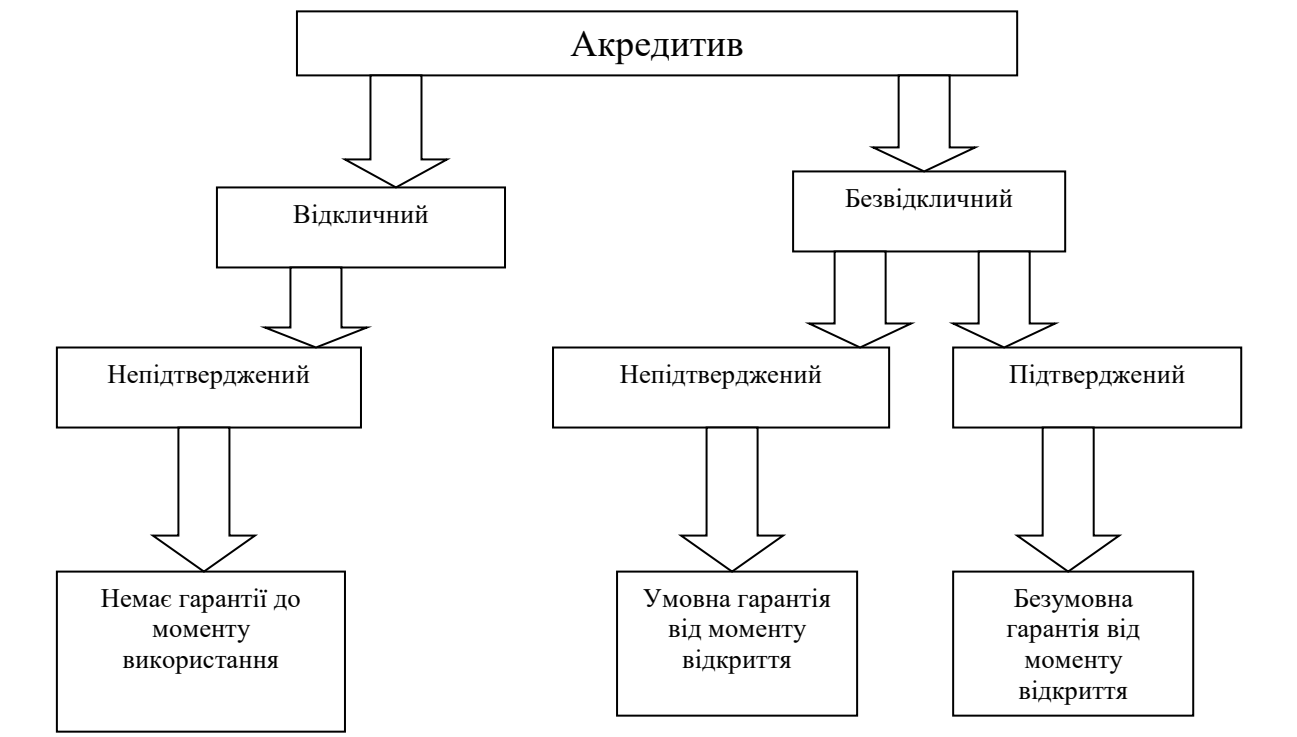 Акредитив
Відкличний
Безвідкличний
Непідтверджений
Непідтверджений
Підтверджений
Немає гарантії до
моменту
використання
Умовна гарантія
від моменту
відкриття
Безумовна
гарантія від
моменту
відкриття